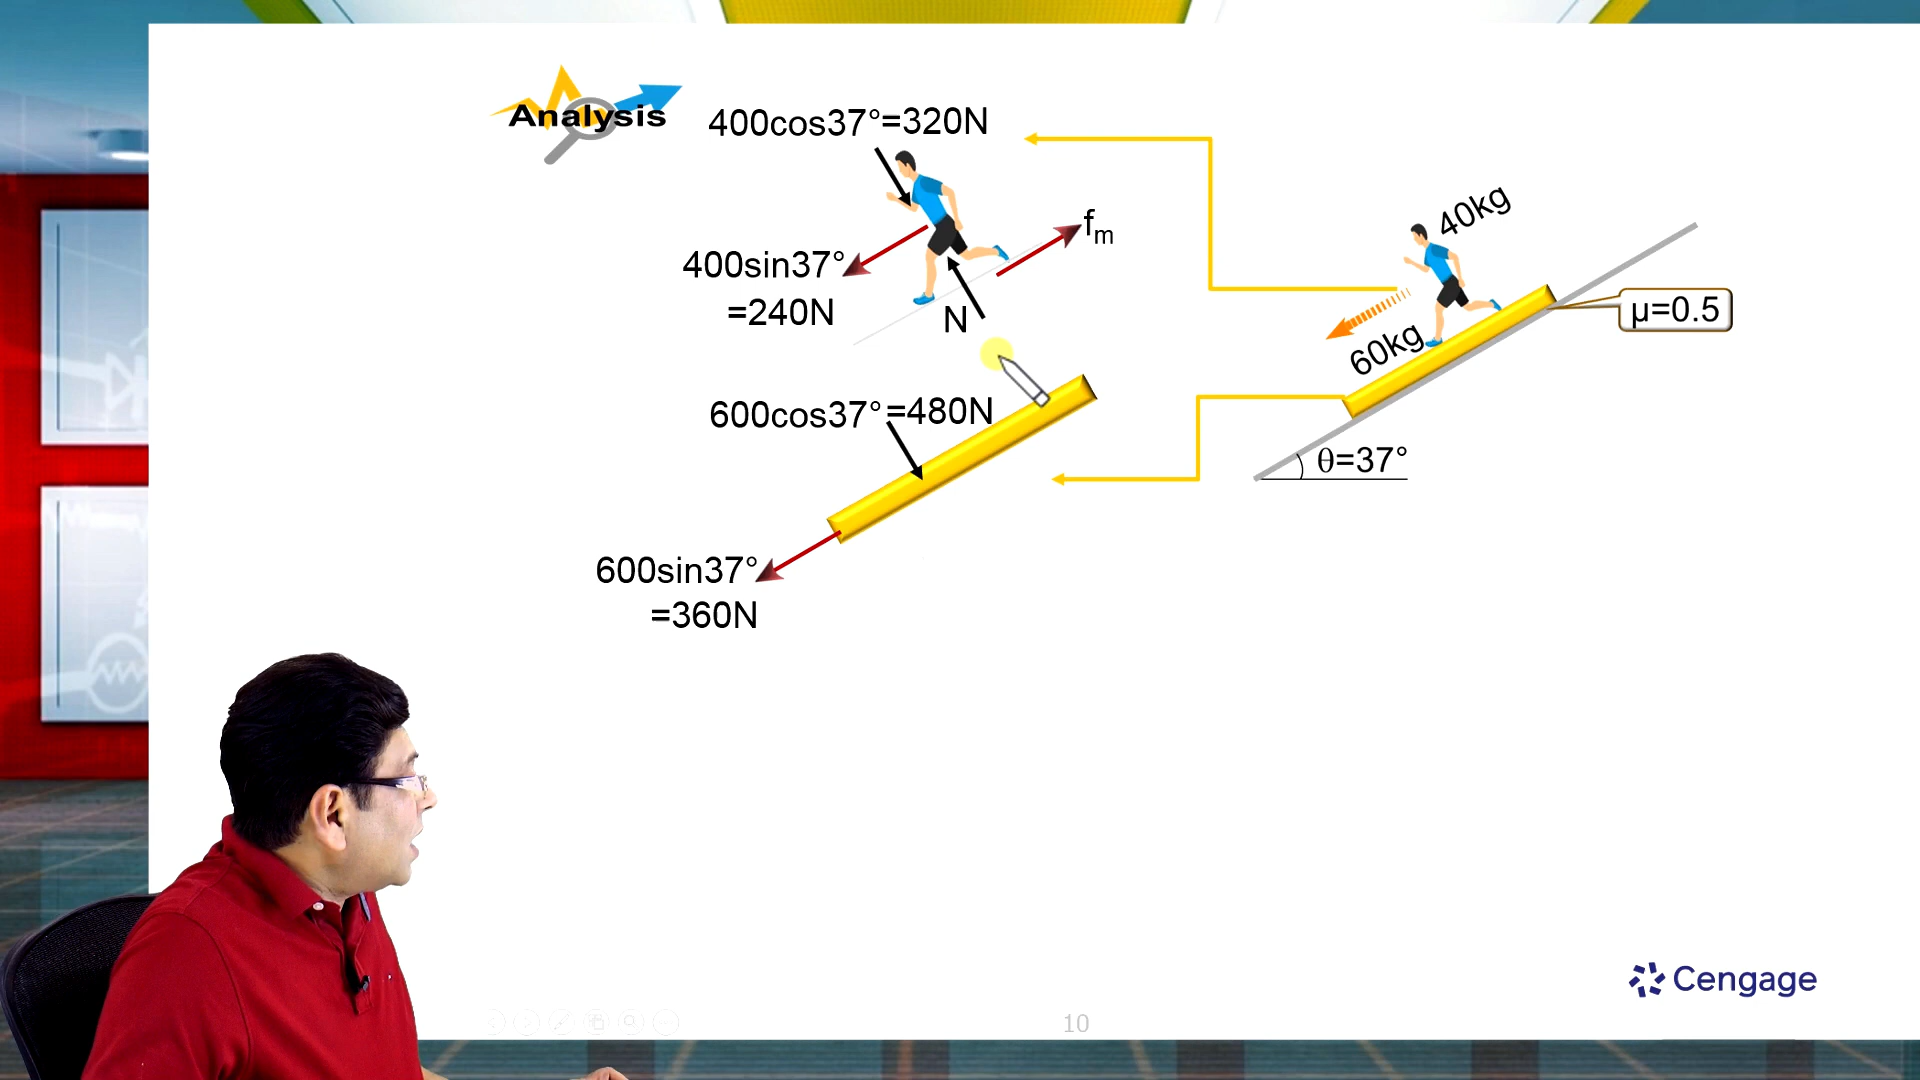 Analysis
400cos37°=320N
fm
400sin37°
=240N
N
40kg
60kg
μ=0.5
θ=37°
600cos37°=480N
600sin37°
=360N
Cengage
10